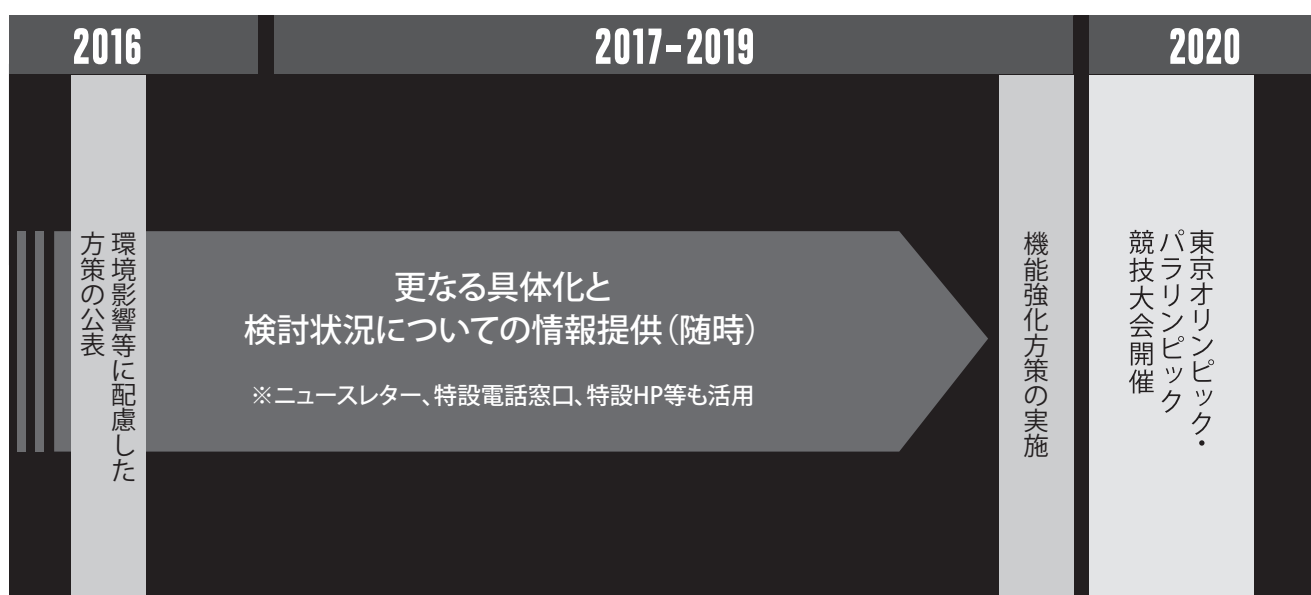 2016
2017-2019
2020
環境影響等に配慮した
方策の公表
更なる具体化と
検討状況についての情報提供（随時）
※ニュースレター、特設電話窓口、特設HP等も活用
機能強化方策の実施
東京オリンピック・
パラリンピック
競技大会開催